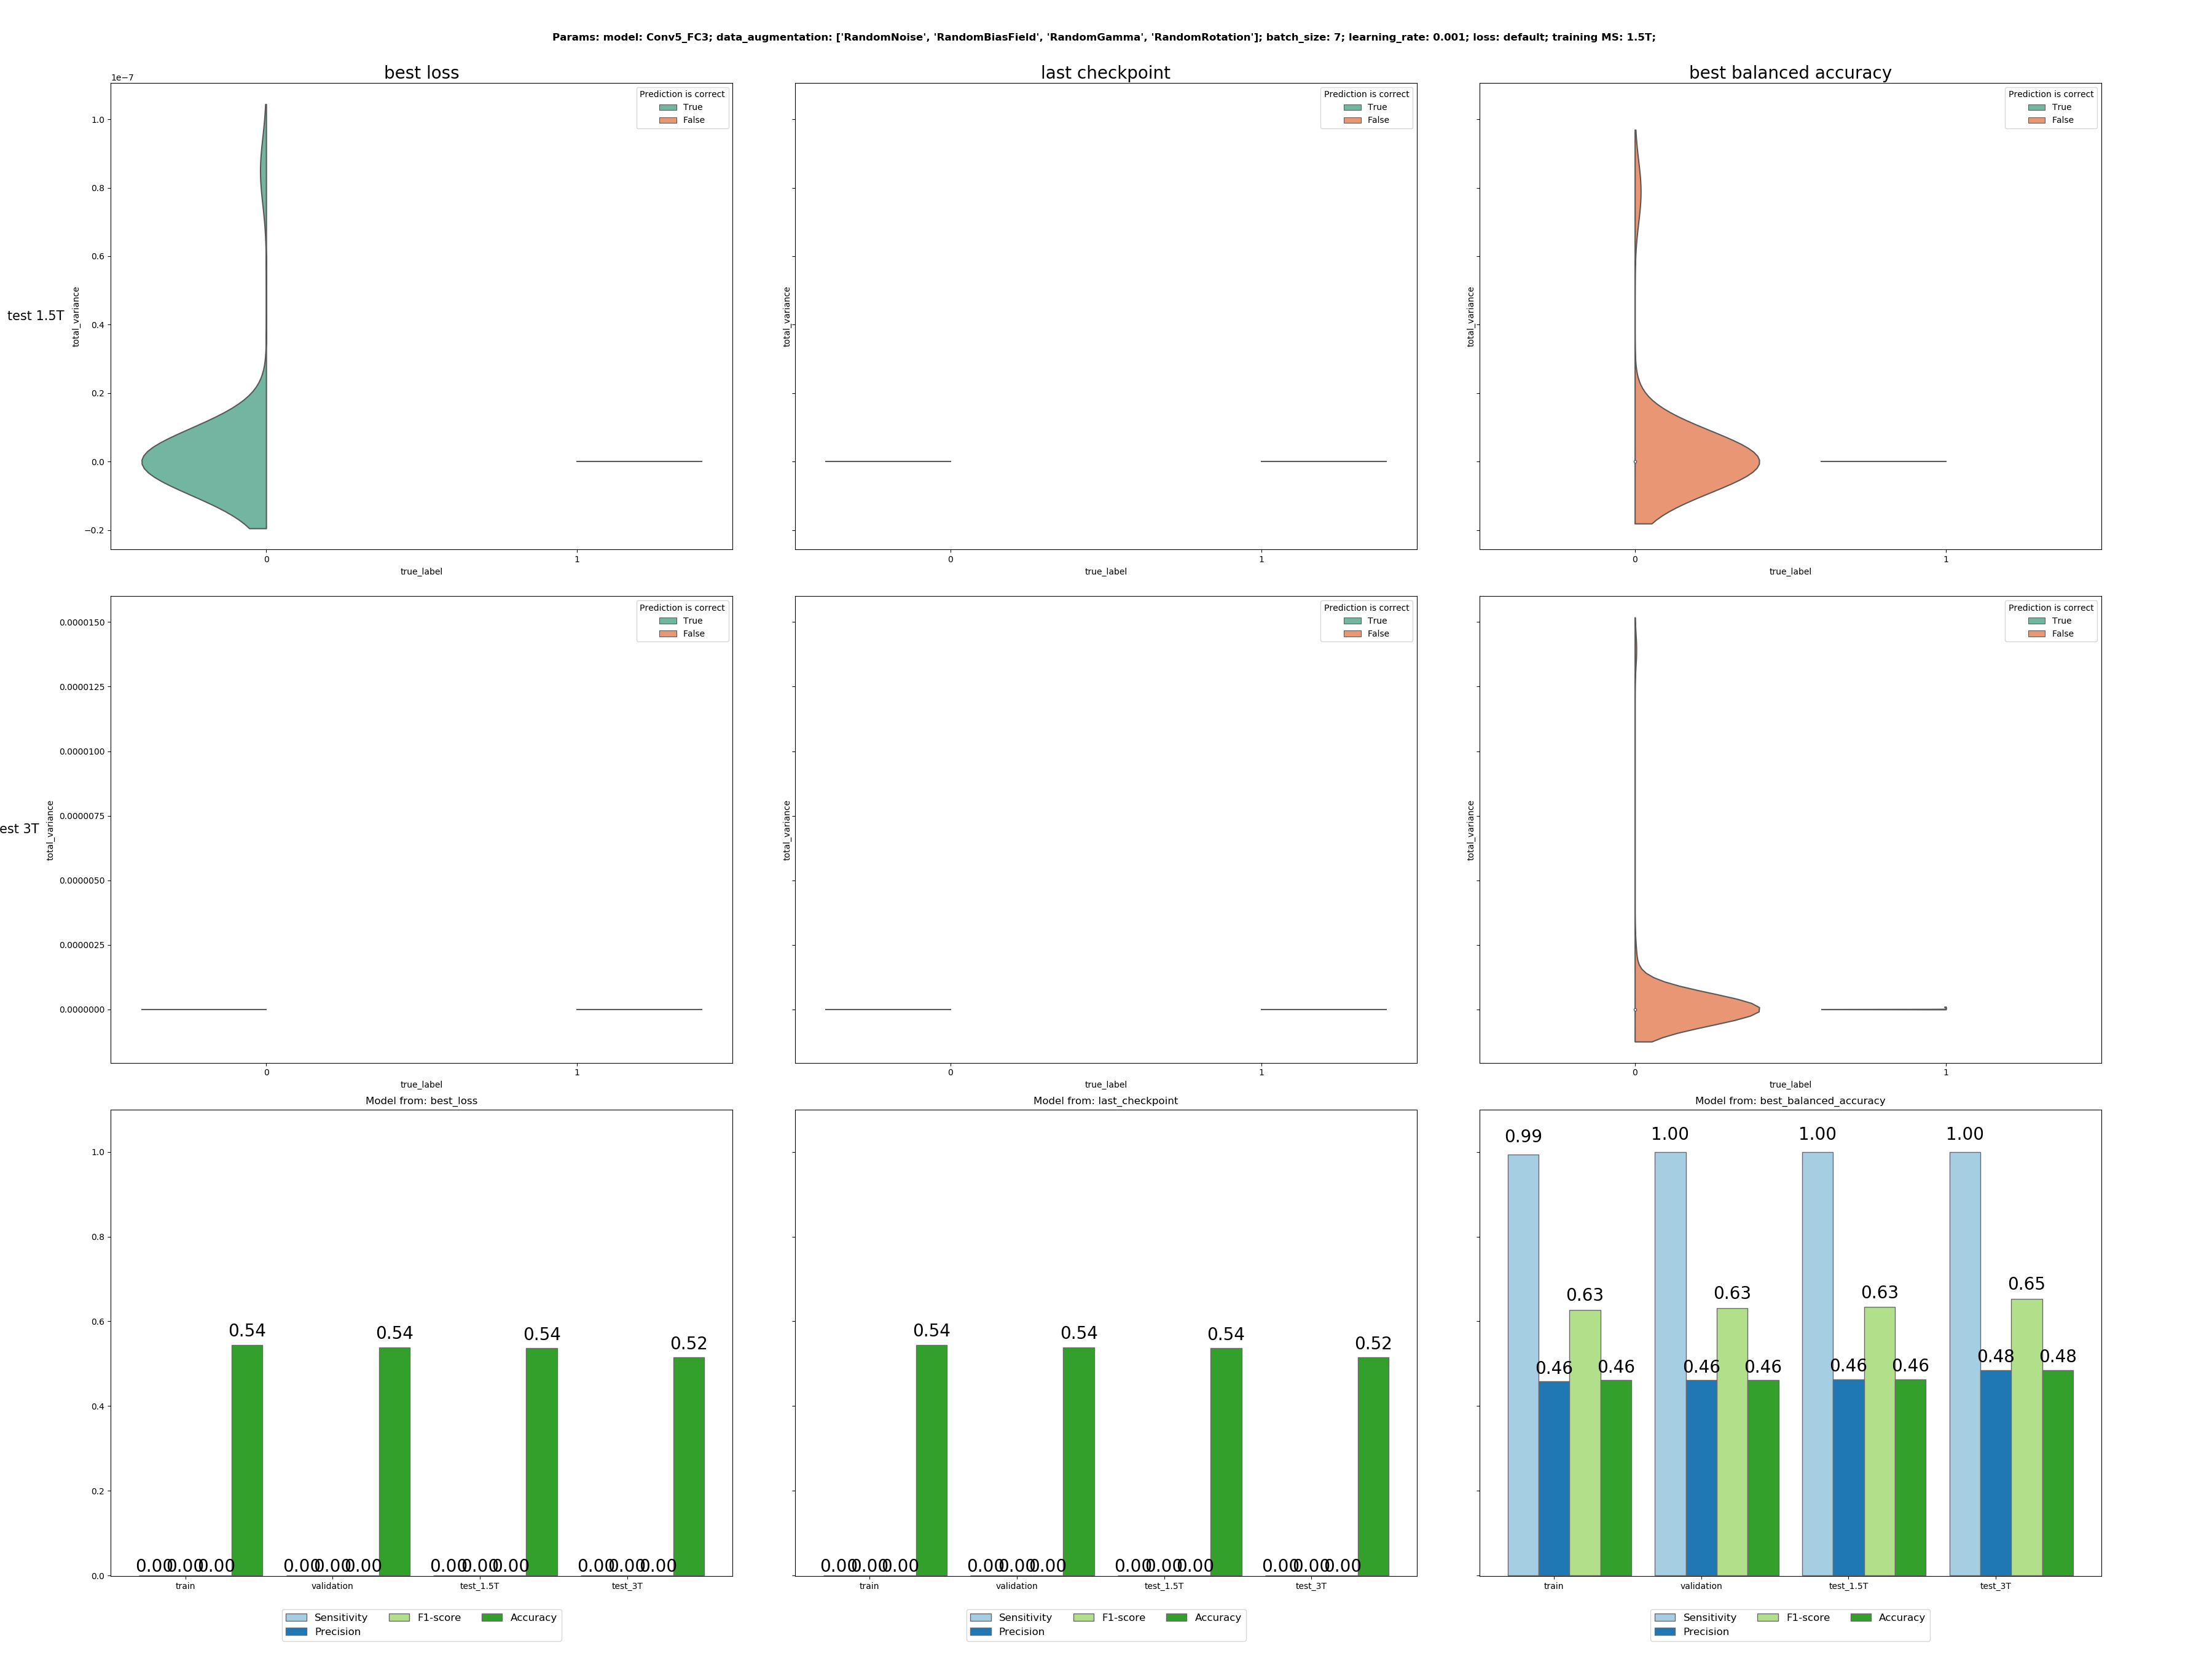 Params: model: Conv5_FC3; data_augmentation: ['RandomNoise', 'RandomBiasField', 'RandomGamma', 'RandomRotation']; batch_size: 7; learning_rate: 0.001; loss: default; training MS: 1.5T;
best loss
last checkpoint
best balanced accuracy
1e−7
1.0
0.8
0.6
0.4
0.2
0.0
−0.2
test 1.5T
total_variance
Prediction is correct
True
False
0 1
true_label
total_variance
Prediction is correct
True
False
0 1
true_label
total_variance
Prediction is correct
True
False
0 1
true_label
0.0000150
0.0000125
0.0000100
0.0000075
0.0000050
0.0000025
0.0000000
est 3T
total_variance
Prediction is correct
True
False
0 1
true_label
total_variance
Prediction is correct
True
False
0 1
true_label
total_variance
Prediction is correct
True
False
0 1
true_label
Model from: best_loss
1.0
0.8
0.6
0.4
0.2
0.0
0.00 0.00 0.00 0.54
0.00 0.00 0.00 0.54
0.00 0.00 0.00 0.54
0.00 0.00 0.00 0.52
train validation test_1.5T test_3T
Sensitivity F1-score Accuracy
Precision
Model from: last_checkpoint
0.00 0.00 0.00 0.54
0.00 0.00 0.00 0.54
0.00 0.00 0.00 0.54
0.00 0.00 0.00 0.52
train validation test_1.5T test_3T
Sensitivity F1-score Accuracy
Precision
Model from: best_balanced_accuracy
0.99 0.46 0.63 0.46
1.00 0.46 0.63 0.46
1.00 0.46 0.63 0.46
1.00 0.48 0.65 0.48
train validation test_1.5T test_3T
Sensitivity F1-score Accuracy
Precision